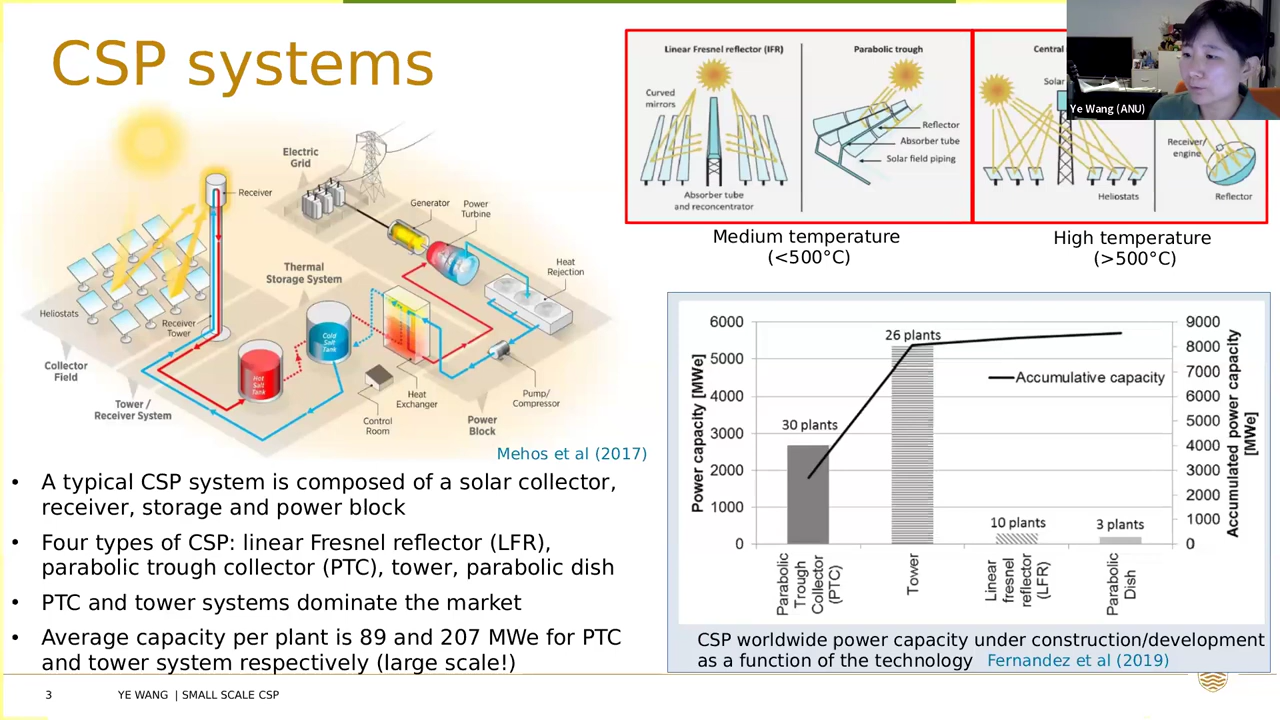 CSP systems
Electric
Grid
Receiver
Generator
Power
Turbine
Heat
Rejection
Thermal
Storage System
Heliostats
Receiver
Tower
Cold
Salt
Tank
Hot
Salt
Tank
Collector
Field
Tower /
Receiver System
Control
Room
Heat
Exchanger
Power
Block
Pump/
Compressor
Mehos et al (2017)
• A typical CSP system is composed of a solar collector,
receiver, storage and power block
• Four types of CSP: linear Fresnel reflector (LFR),
parabolic trough collector (PTC), tower, parabolic dish
• PTC and tower systems dominate the market
• Average capacity per plant is 89 and 207 MWe for PTC
and tower system respectively (large scale!)
Linear Fresnel reflector (IFR)
Curved
mirrors
Absorber tube
and reconcentrator
Parabolic trough
Reflector
Absorber tube
Solar field piping
Central
Solar
Heliostats
Receiver/
engine
Reflector
Ye Wang (ANU)
Medium temperature
(<500°C)
High temperature
(>500°C)
Power capacity [MWe]
6000
5000
4000
3000
2000
1000
0
30 plants
26 plants
10 plants
3 plants
Accumulative capacity
9000
8000
7000
6000
5000
4000
3000
2000
1000
0
Accumulated power capacity
[MWe]
Parabolic
Trough
Collector
(PTC)
Tower
Linear
fresnel
reflector
(LFR)
Parabolic
Dish
CSP worldwide power capacity under construction/development
as a function of the technology Fernandez et al (2019)
3
YE WANG | SMALL SCALE CSP